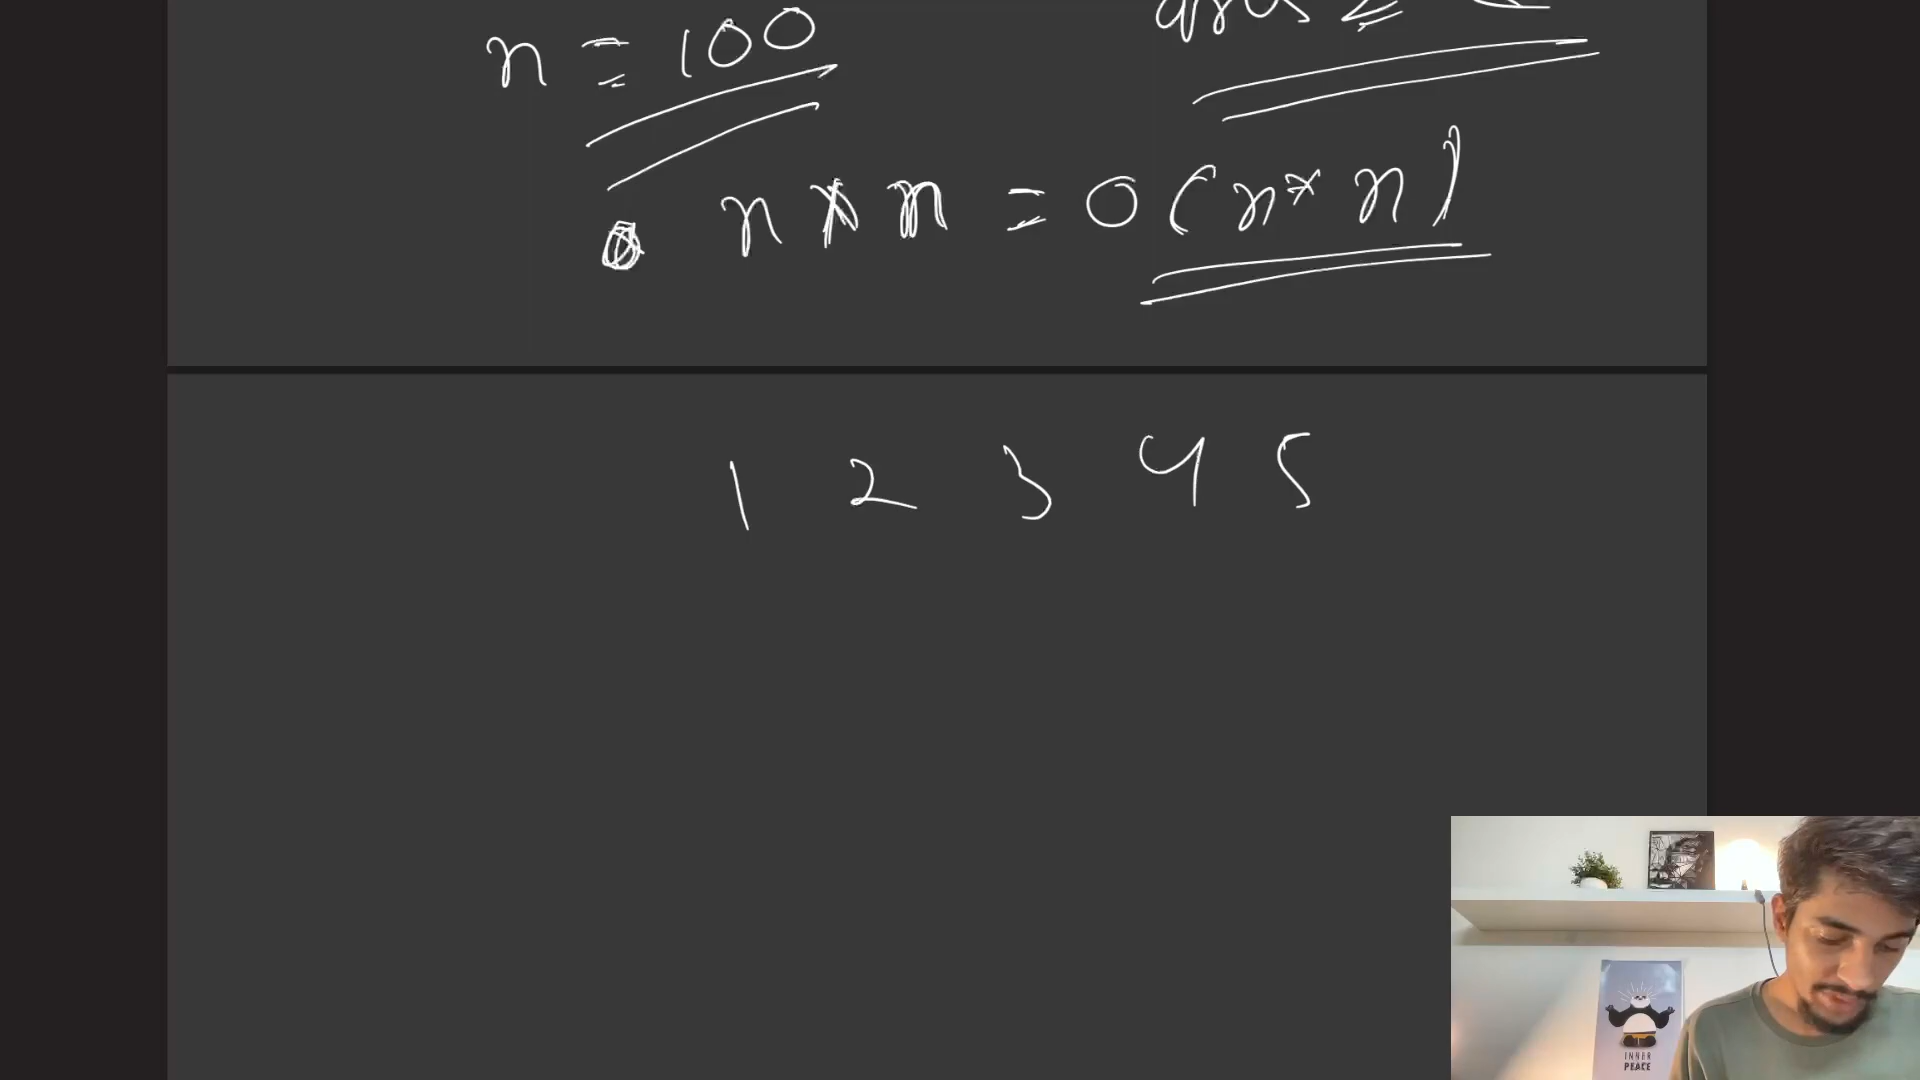 n = 100
n * n = O(n * n)
1 2 3 4 5
INNER
PEACE